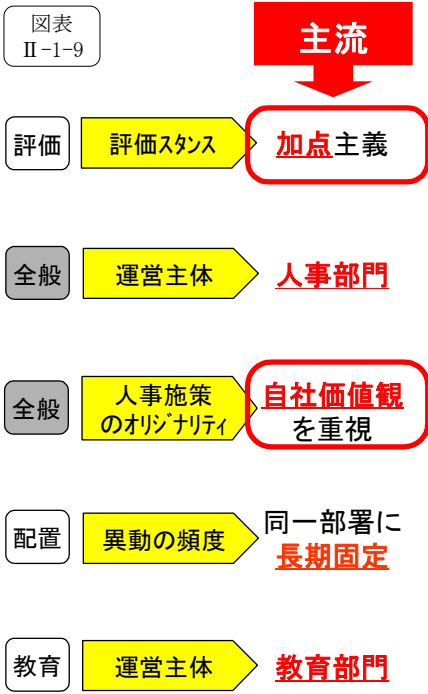 図表
Ⅱ-1-9
主流
評価
評価ｽﾀﾝｽ
加点主義
全般
運営主体
人事部門
全般
人事施策
のｵﾘｼﾞﾅﾘﾃｨ
自社価値観
を重視
配置
異動の頻度
同一部署に
長期固定
教育
運営主体
教育部門